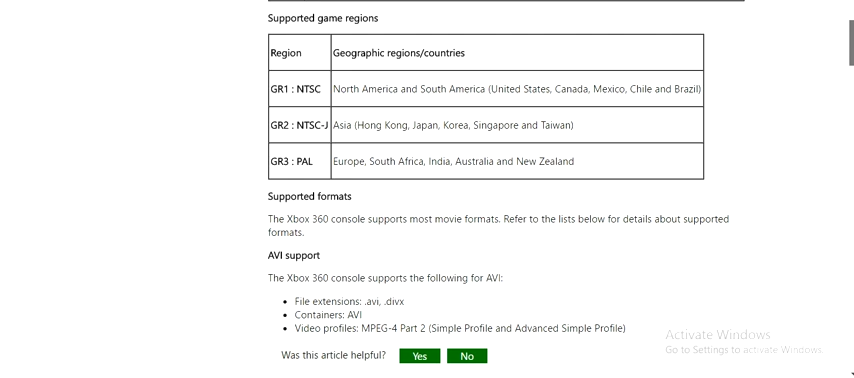 Supported game regions
Region Geographic regions/countries
GR1 : NTSC North America and South America (United States, Canada, Mexico, Chile and Brazil)
GR2 : NTSC-J Asia (Hong Kong, Japan, Korea, Singapore and Taiwan)
GR3 : PAL Europe, South Africa, India, Australia and New Zealand
Supported formats
The Xbox 360 console supports most movie formats. Refer to the lists below for details about supported
formats.
AVI support
The Xbox 360 console supports the following for AVI:
• File extensions: .avi, .divx
• Containers: AVI
• Video profiles: MPEG-4 Part 2 (Simple Profile and Advanced Simple Profile)
Activate Windows
Go to Settings to activate Windows.
Was this article helpful? Yes No